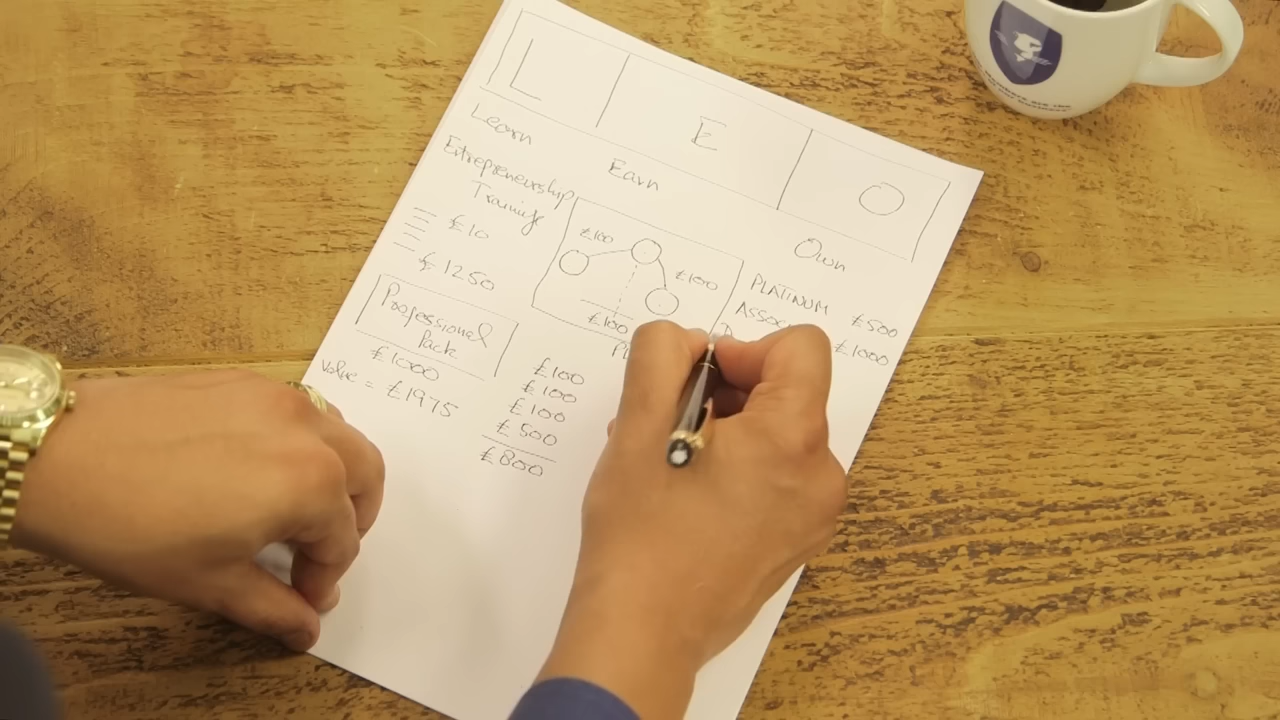 L E O
Learn
Earn
Own
Entrepreneurship
Training
£10
£1250
Professional
Pack
£1000
Value = £1975
£100
£100
£100
£100
£100
£100
£500
£800
PLATINUM £500
£1000